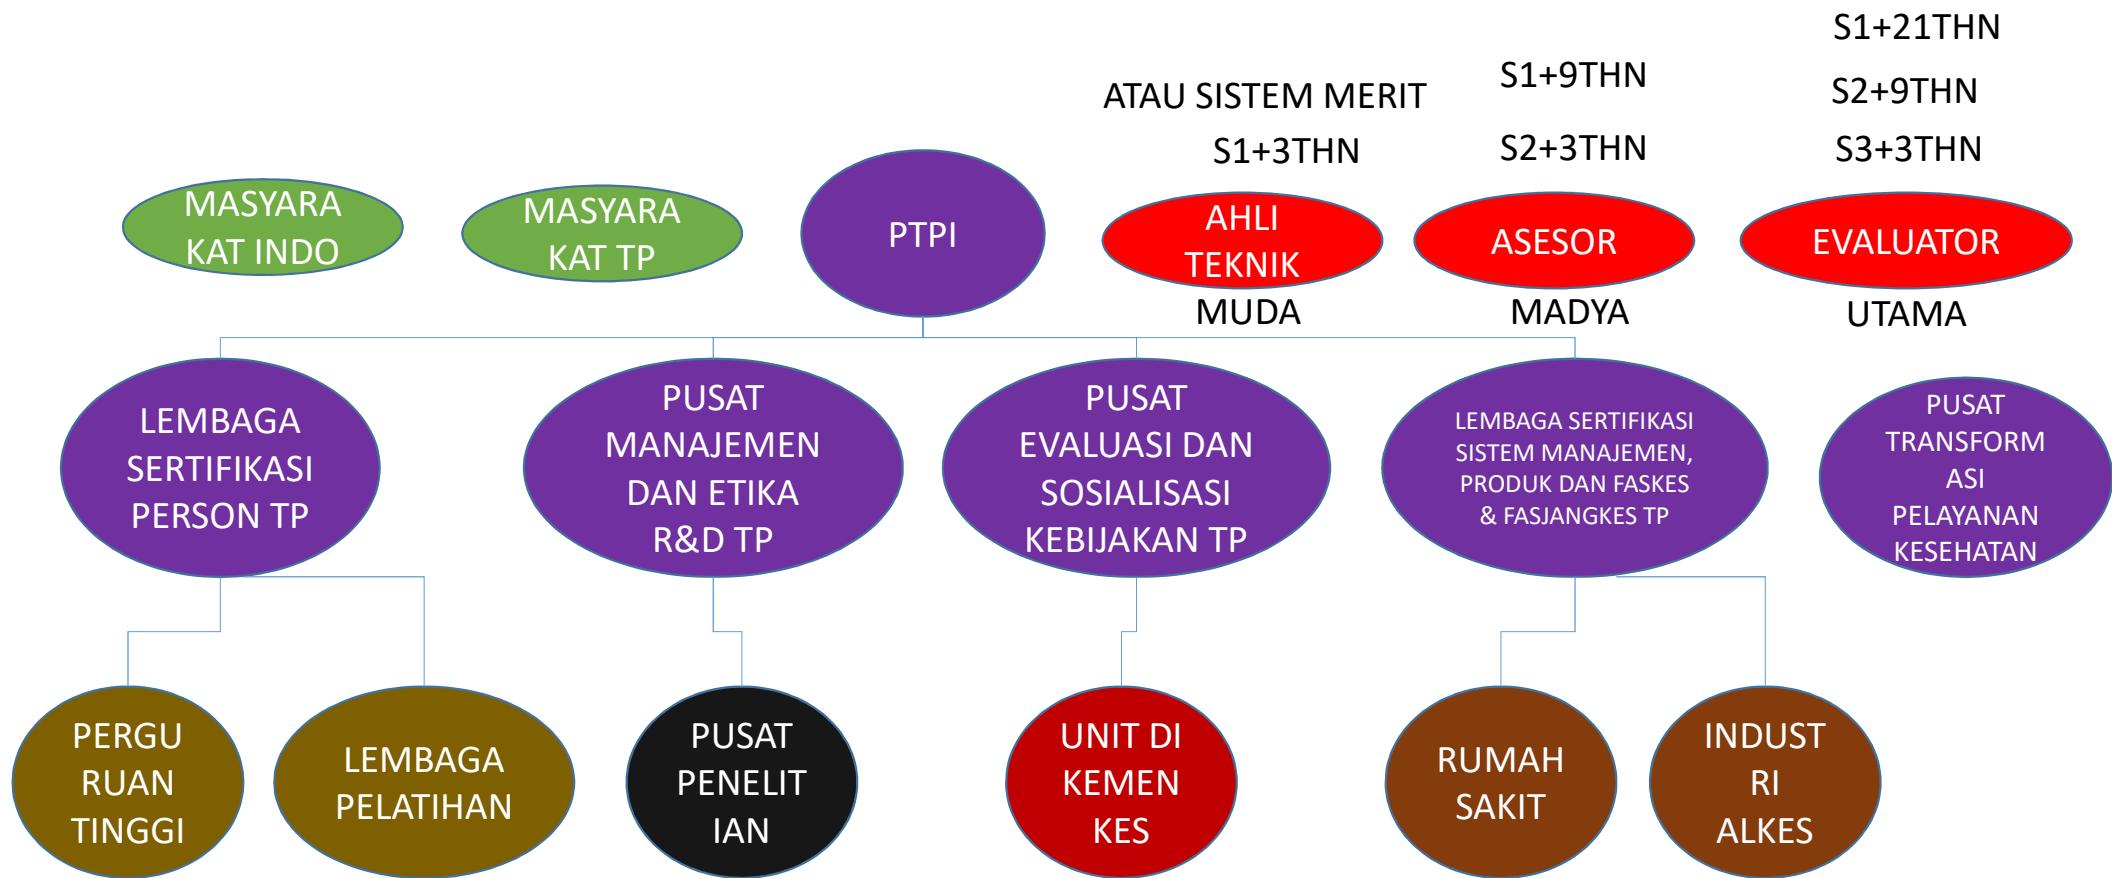 S1+21THN
S1+9THN
S2+9THN
ATAU SISTEM MERIT
S1+3THN
S2+3THN
S3+3THN
MASYARA
KAT INDO
MASYARA
KAT TP
PTPI
AHLI
TEKNIK
ASESOR
EVALUATOR
MUDA
MADYA
UTAMA
LEMBAGA
SERTIFIKASI
PERSON TP
PUSAT
MANAJEMEN
DAN ETIKA
R&D TP
PUSAT
EVALUASI DAN
SOSIALISASI
KEBIJAKAN TP
LEMBAGA SERTIFIKASI
SISTEM MANAJEMEN,
PRODUK DAN FASKES
& FASJANGKES TP
PUSAT
TRANSFORM
ASI
PELAYANAN
KESEHATAN
PERGU
RUAN
TINGGI
LEMBAGA
PELATIHAN
PUSAT
PENELIT
IAN
UNIT DI
KEMEN
KES
RUMAH
SAKIT
INDUST
RI
ALKES